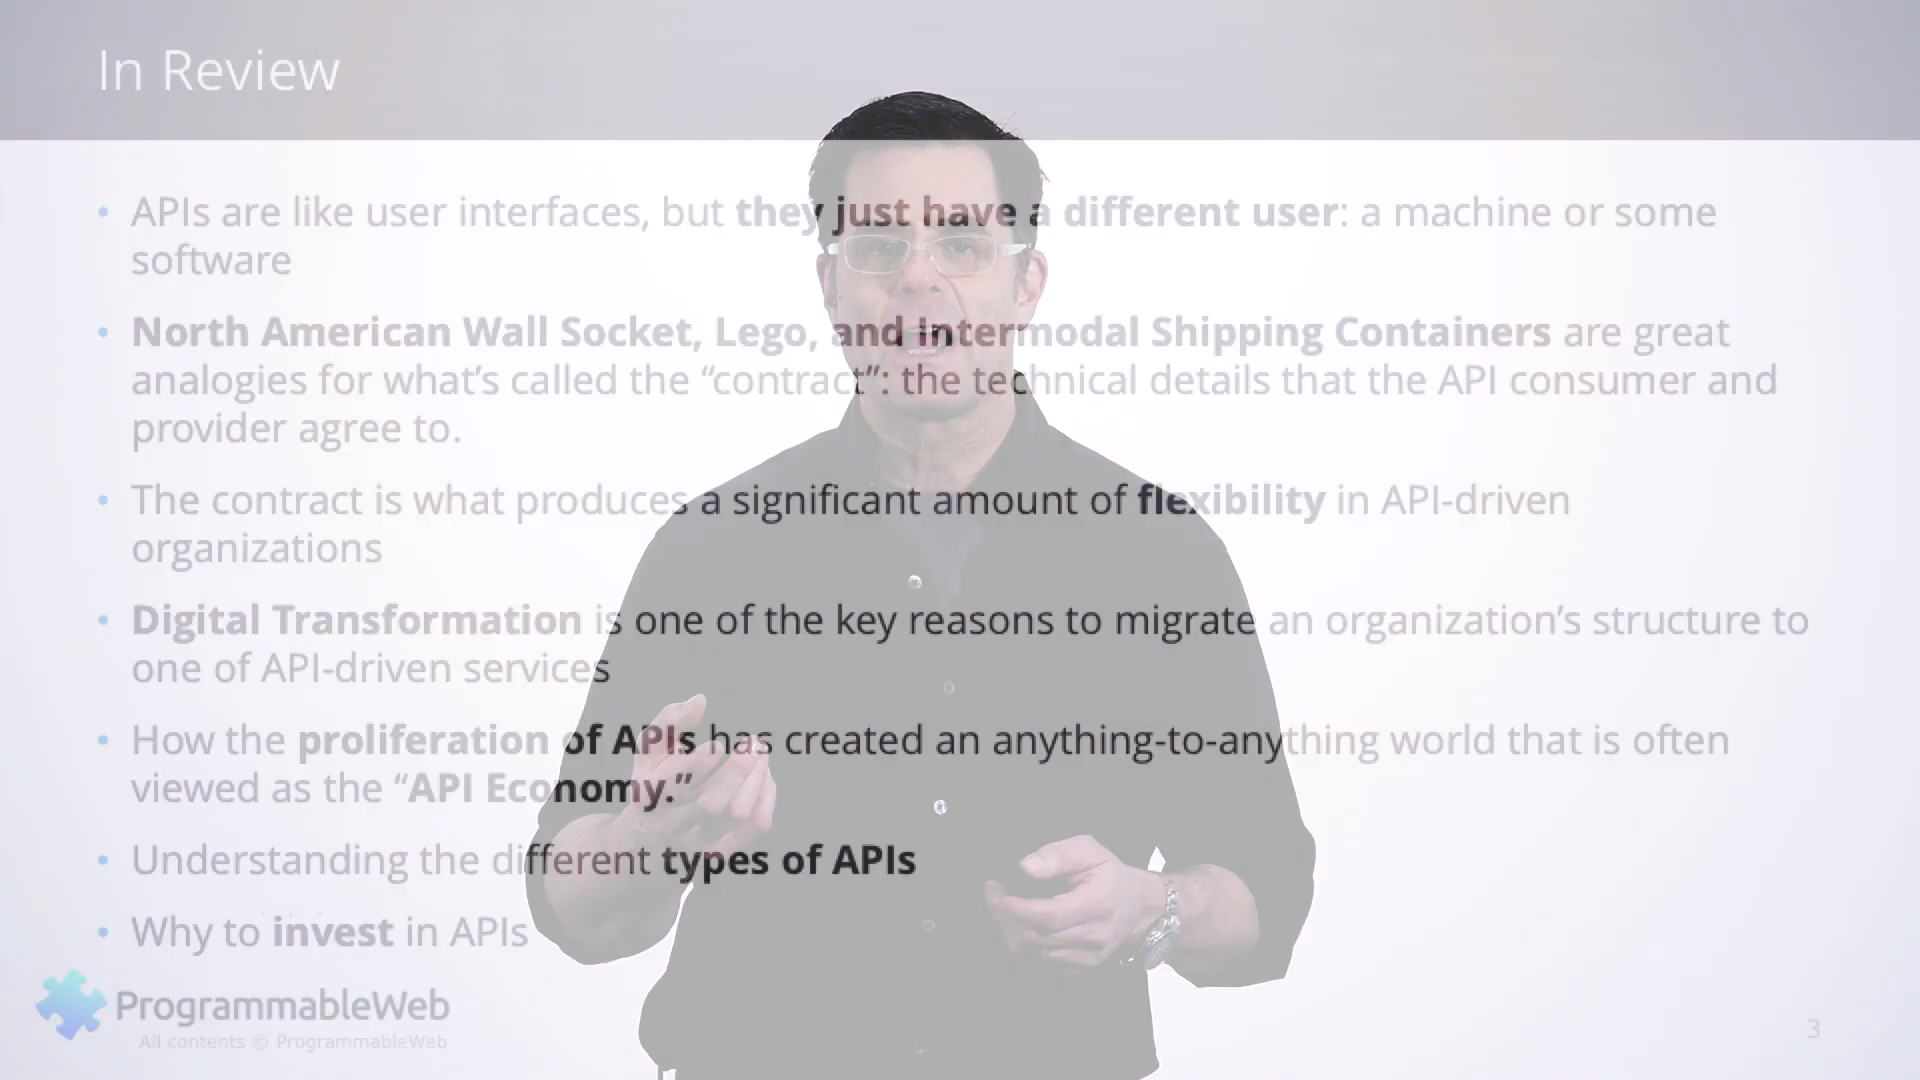 In Review
• APIs are like user interfaces, but they just have a different user: a machine or some
software
• North American Wall Socket, Lego, and Intermodal Shipping Containers are great
analogies for what’s called the “contract”: the technical details that the API consumer and
provider agree to.
• The contract is what produces a significant amount of flexibility in API-driven
organizations
• Digital Transformation is one of the key reasons to migrate an organization’s structure to
one of API-driven services
• How the proliferation of APIs has created an anything-to-anything world that is often
viewed as the “API Economy.”
• Understanding the different types of APIs
• Why to invest in APIs
ProgrammableWeb
All contents © ProgrammableWeb
3